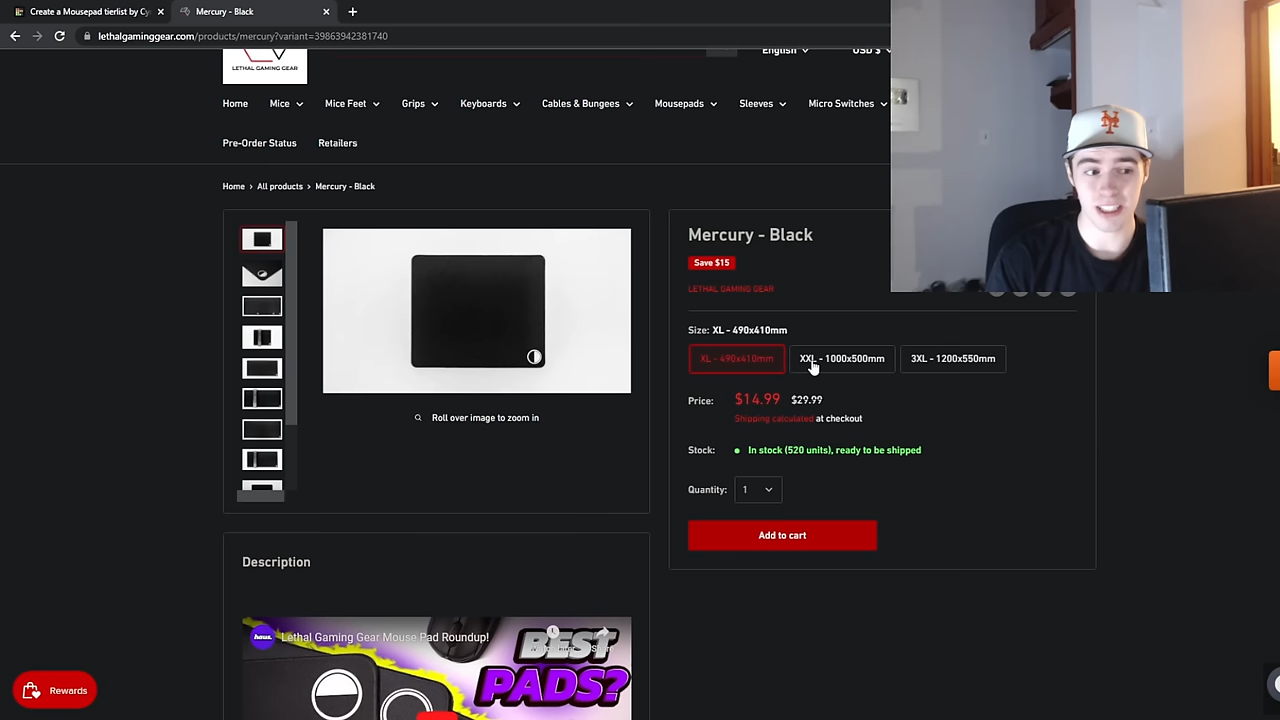 Create a Mousepad tierlist by Cy
Mercury - Black
lethalgaminggear.com/products/mercury?variant=39863942381740
LETHAL GAMING GEAR
English
USD $
Home
Mice
Mice Feet
Grips
Keyboards
Cables & Bungees
Mousepads
Sleeves
Micro Switches
Pre-Order Status
Retailers
Home › All products › Mercury - Black
Mercury - Black
Save $15
LETHAL GAMING GEAR
Size: XL - 490x410mm
XL - 490x410mm
XXL - 1000x500mm
3XL - 1200x550mm
Price: $14.99 $29.99
Shipping calculated at checkout
Roll over image to zoom in
Stock: In stock (520 units), ready to be shipped
Quantity: 1
Add to cart
Description
haus.
Lethal Gaming Gear Mouse Pad Roundup!
BEST
PADS?
Rewards